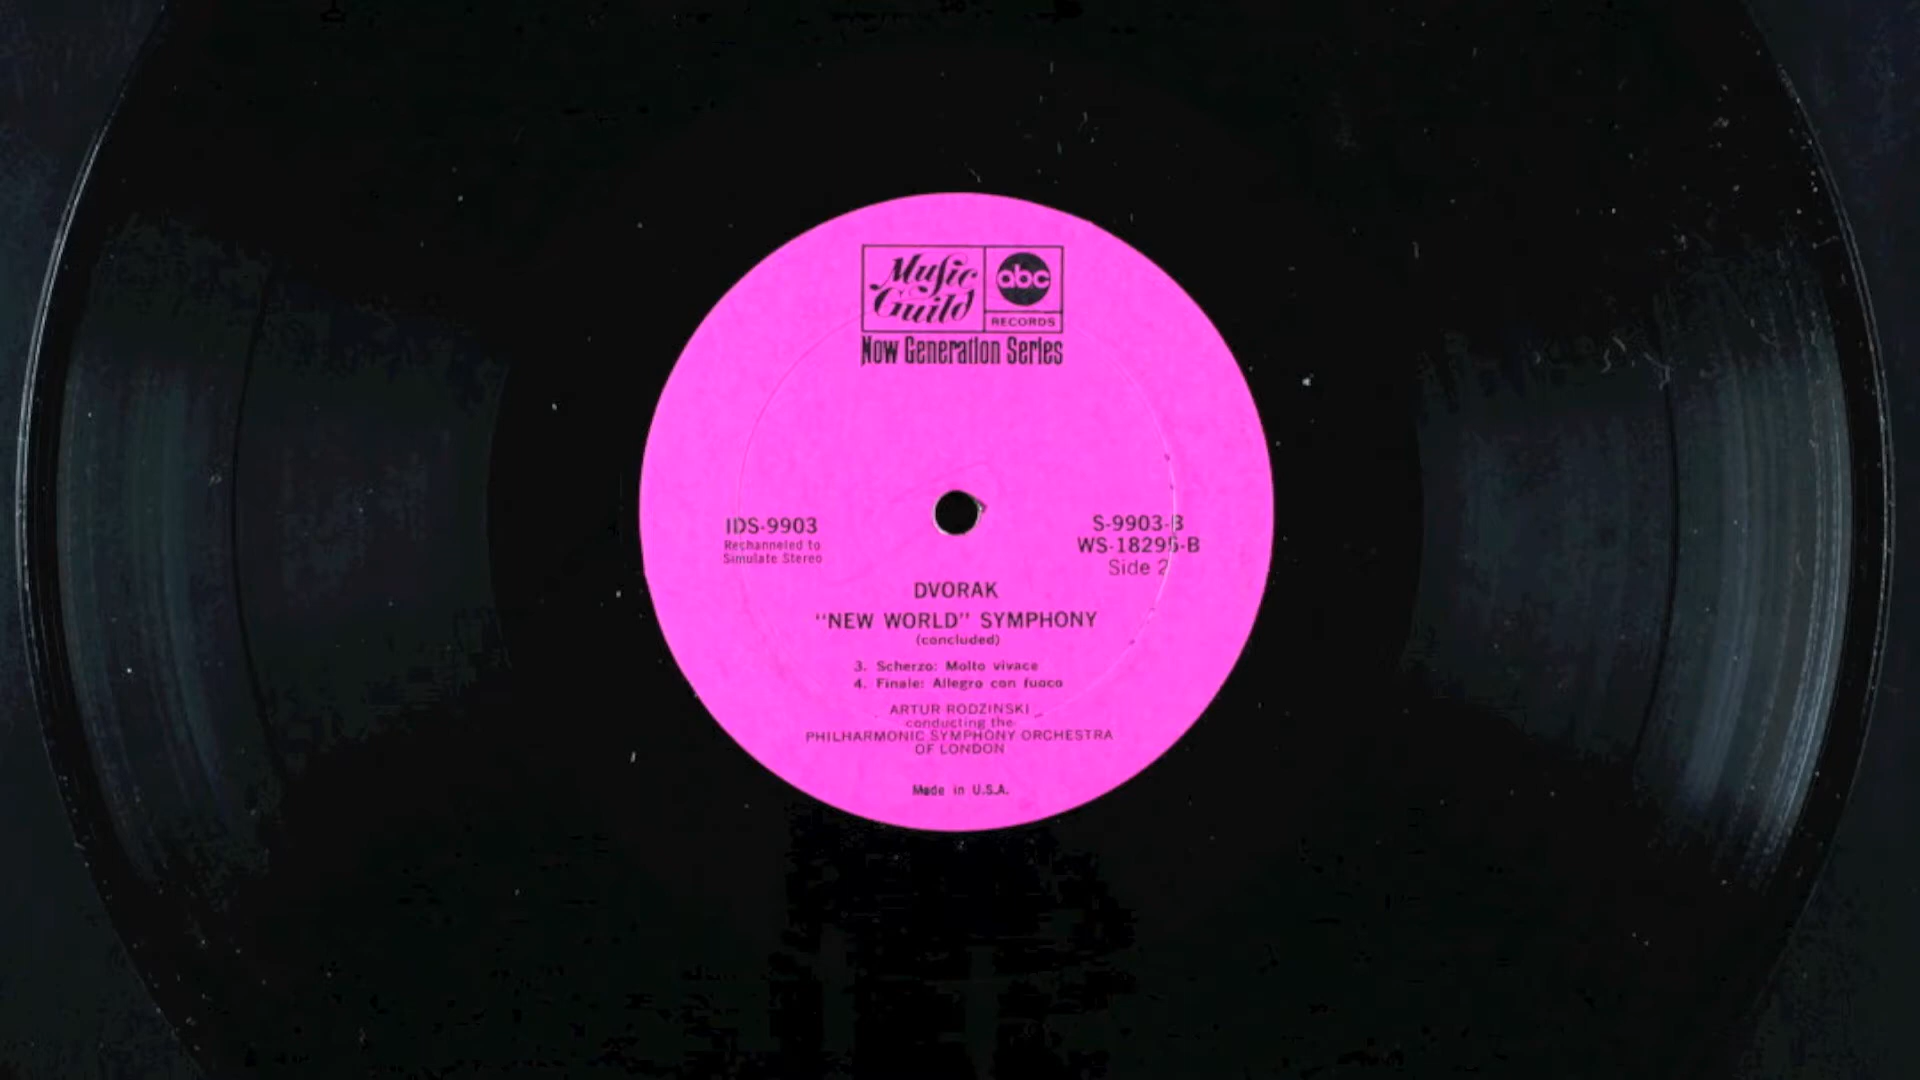 Music
Guild
abc
RECORDS
Now Generation Series
IDS-9903
Rechanneled to
Simulate Stereo
S-9903-B
WS-18295-B
Side 2
DVORAK
"NEW WORLD" SYMPHONY
(concluded)
3. Scherzo: Molto vivace
4. Finale: Allegro con fuoco
ARTUR RODZINSKI
conducting the
PHILHARMONIC SYMPHONY ORCHESTRA
OF LONDON
Made in U.S.A.